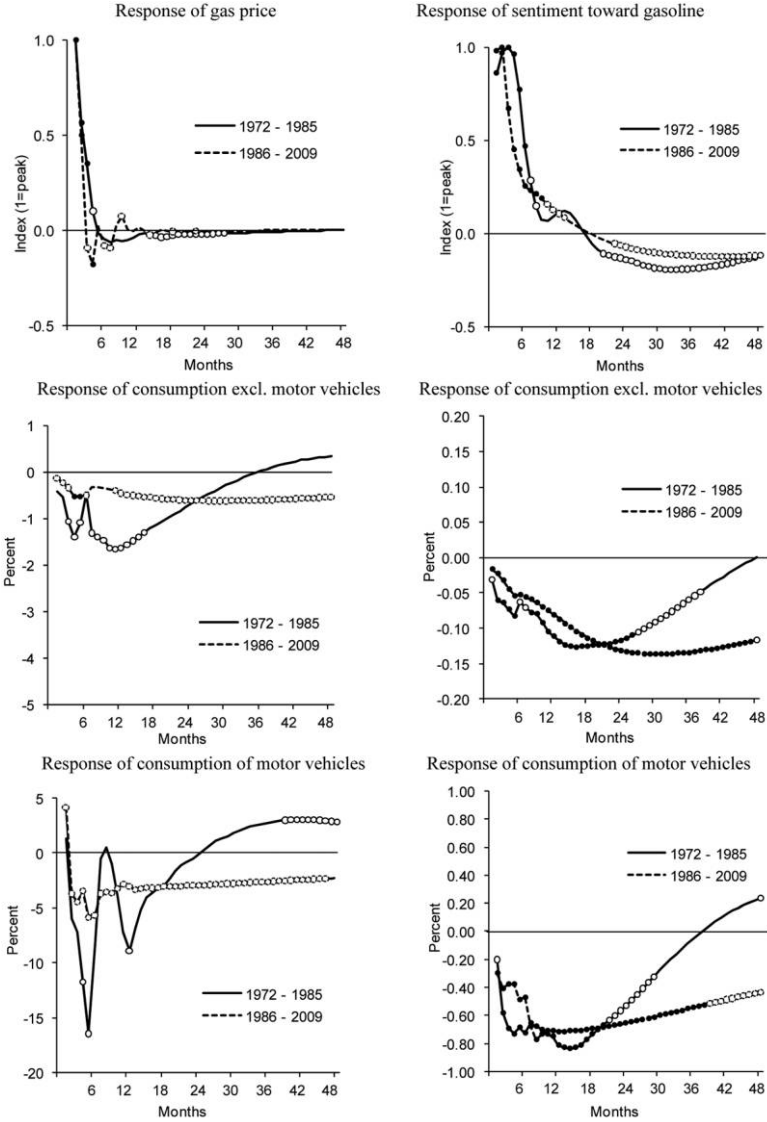 Response of gas price
1.0
0.5
0.0
-0.5
Index (1=peak)
1972 - 1985
1986 - 2009
6 12 18 24 30 36 42 48
Months
Response of sentiment toward gasoline
1.0
0.5
0.0
-0.5
Index (1=peak)
1972 - 1985
1986 - 2009
6 12 18 24 30 36 42 48
Months
Response of consumption excl. motor vehicles
1
0
-1
-2
-3
-4
-5
Percent
1972 - 1985
1986 - 2009
6 12 18 24 30 36 42 48
Months
Response of consumption excl. motor vehicles
0.20
0.15
0.10
0.05
0.00
-0.05
-0.10
-0.15
-0.20
Percent
1972 - 1985
1986 - 2009
6 12 18 24 30 36 42 48
Months
Response of consumption of motor vehicles
5
0
-5
-10
-15
-20
Percent
1972 - 1985
1986 - 2009
6 12 18 24 30 36 42 48
Months
Response of consumption of motor vehicles
1.00
0.80
0.60
0.40
0.20
0.00
-0.20
-0.40
-0.60
-0.80
-1.00
Percent
1972 - 1985
1986 - 2009
6 12 18 24 30 36 42 48
Months